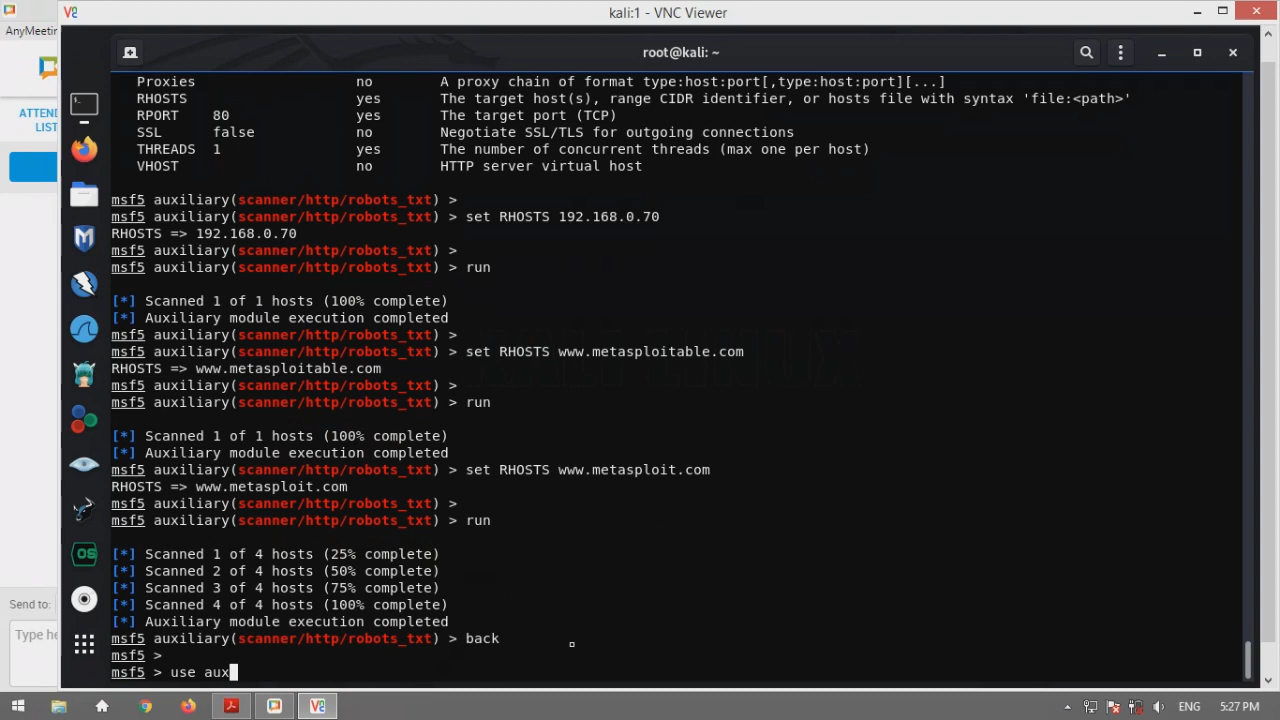 kali:1 - VNC Viewer
AnyMeetin
root@kali: ~
ATTEND
LIST
Proxies no A proxy chain of format type:host:port[,type:host:port][...]
RHOSTS yes The target host(s), range CIDR identifier, or hosts file with syntax 'file:<path>'
RPORT 80 yes The target port (TCP)
SSL false no Negotiate SSL/TLS for outgoing connections
THREADS 1 yes The number of concurrent threads (max one per host)
VHOST no HTTP server virtual host
msf5 auxiliary(scanner/http/robots_txt) >
msf5 auxiliary(scanner/http/robots_txt) > set RHOSTS 192.168.0.70
RHOSTS => 192.168.0.70
msf5 auxiliary(scanner/http/robots_txt) >
msf5 auxiliary(scanner/http/robots_txt) > run
[*] Scanned 1 of 1 hosts (100% complete)
[*] Auxiliary module execution completed
msf5 auxiliary(scanner/http/robots_txt) >
msf5 auxiliary(scanner/http/robots_txt) > set RHOSTS www.metasploitable.com
RHOSTS => www.metasploitable.com
msf5 auxiliary(scanner/http/robots_txt) >
msf5 auxiliary(scanner/http/robots_txt) > run
[*] Scanned 1 of 1 hosts (100% complete)
[*] Auxiliary module execution completed
msf5 auxiliary(scanner/http/robots_txt) > set RHOSTS www.metasploit.com
RHOSTS => www.metasploit.com
msf5 auxiliary(scanner/http/robots_txt) >
msf5 auxiliary(scanner/http/robots_txt) > run
[*] Scanned 1 of 4 hosts (25% complete)
[*] Scanned 2 of 4 hosts (50% complete)
[*] Scanned 3 of 4 hosts (75% complete)
[*] Scanned 4 of 4 hosts (100% complete)
[*] Auxiliary module execution completed
msf5 auxiliary(scanner/http/robots_txt) > back
msf5 >
msf5 > use aux
Send to:
Type he
ENG
5:27 PM